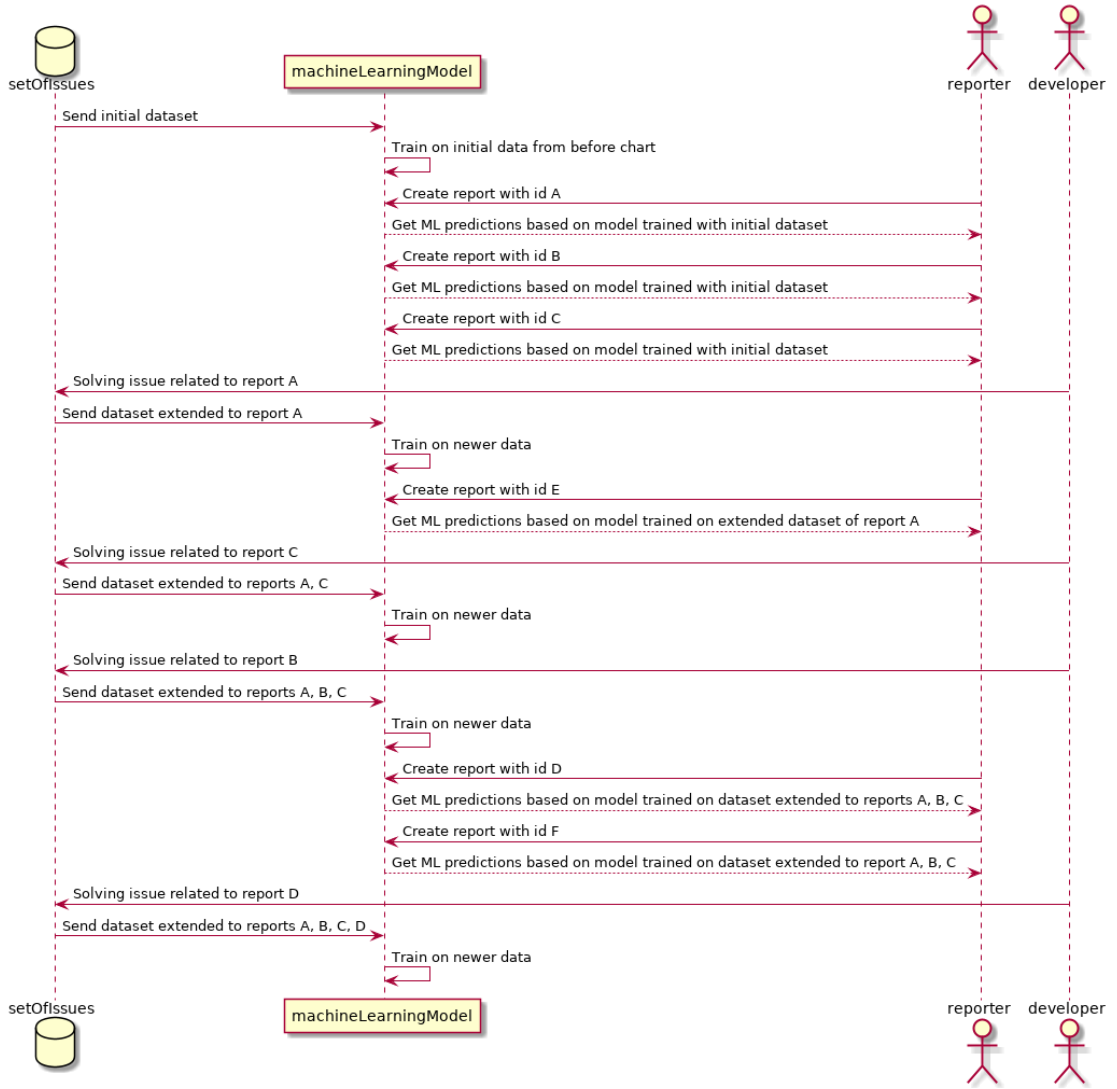 setOfIssues
machineLearningModel
reporter
developer
Send initial dataset
Train on initial data from before chart
Create report with id A
Get ML predictions based on model trained with initial dataset
Create report with id B
Get ML predictions based on model trained with initial dataset
Create report with id C
Get ML predictions based on model trained with initial dataset
Solving issue related to report A
Send dataset extended to report A
Train on newer data
Create report with id E
Get ML predictions based on model trained on extended dataset of report A
Solving issue related to report C
Send dataset extended to reports A, C
Train on newer data
Solving issue related to report B
Send dataset extended to reports A, B, C
Train on newer data
Create report with id D
Get ML predictions based on model trained on dataset extended to reports A, B, C
Create report with id F
Get ML predictions based on model trained on dataset extended to report A, B, C
Solving issue related to report D
Send dataset extended to reports A, B, C, D
Train on newer data
setOfIssues
machineLearningModel
reporter
developer